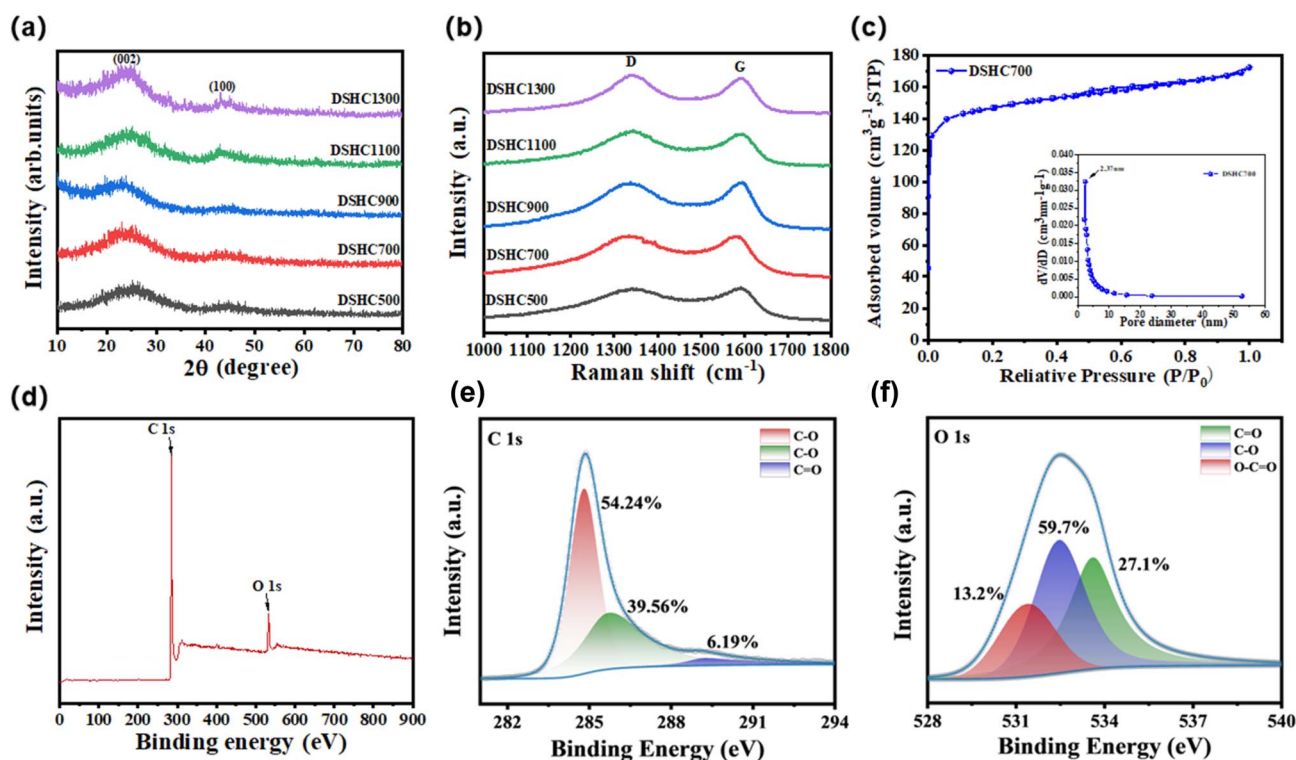 (a)
(002)
(100)
DSHC1300
DSHC1100
DSHC900
DSHC700
DSHC500
Intensity (arb.units)
10 20 30 40 50 60 70 80
2θ (degree)
(b)
D
G
DSHC1300
DSHC1100
DSHC900
DSHC700
DSHC500
Intensity (a.u.)
1000 1200 1300 1400 1500 1600 1700 1800
Raman shift (cm⁻¹)
(c)
DSHC700
Adsorbed volume (cm³g⁻¹,STP)
180
160
140
120
100
80
60
40
20
0
0.0 0.2 0.4 0.6 0.8 1.0
Reliative Pressure (P/P₀)
2.37nm
DSHC700
dV/dD (cm³nm⁻¹g⁻¹)
0.040
0.035
0.030
0.025
0.020
0.015
0.010
0.005
0.000
0 10 20 30 40 50 60
Pore diameter (nm)
(d)
C 1s
O 1s
Intensity (a.u.)
0 100 200 300 400 500 600 700 800 900
Binding energy (eV)
(e)
C 1s
C-O
C-O
C=O
54.24%
39.56%
6.19%
Intensity (a.u.)
282 285 288 291 294
Binding Energy (eV)
(f)
O 1s
C=O
C-O
O-C=O
59.7%
27.1%
13.2%
Intensity (a.u.)
528 531 534 537 540
Binding Energy (eV)